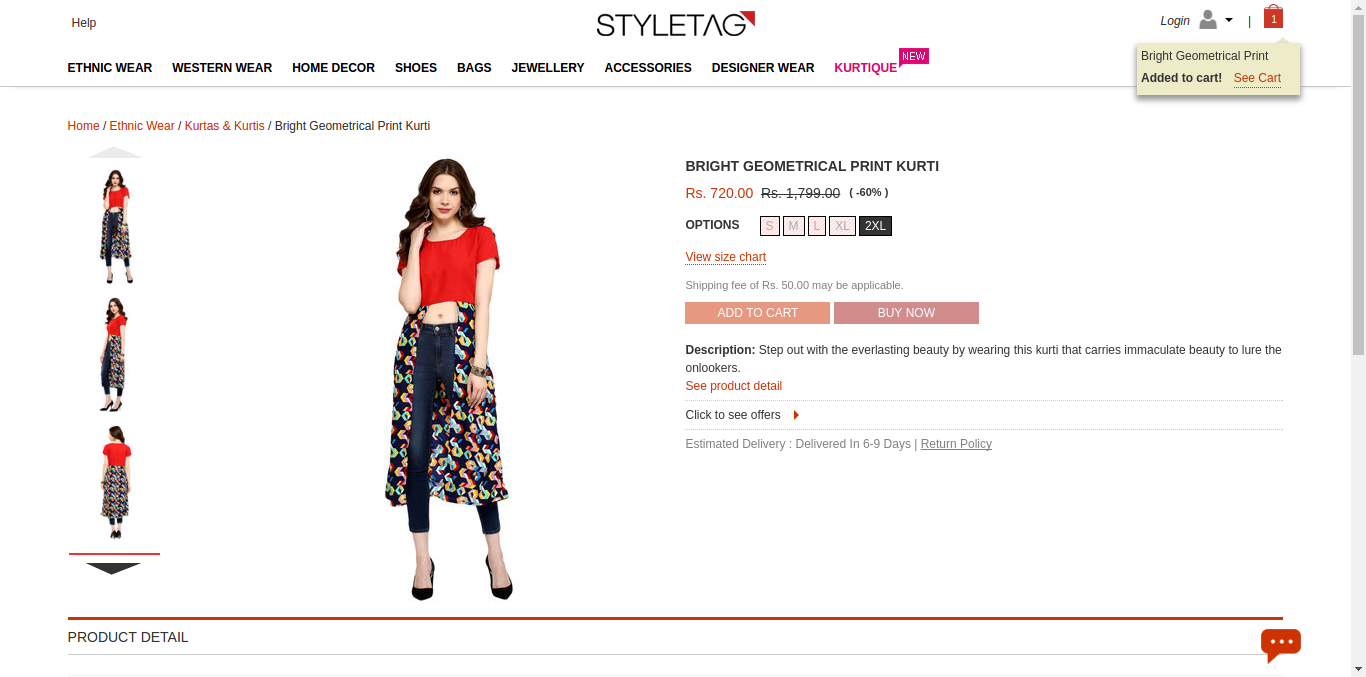 Help
STYLETAG
Login |
1
ETHNIC WEAR WESTERN WEAR HOME DECOR SHOES BAGS JEWELLERY ACCESSORIES DESIGNER WEAR KURTIQUE NEW
Bright Geometrical Print
Added to cart! See Cart
Home / Ethnic Wear / Kurtas & Kurtis / Bright Geometrical Print Kurti
BRIGHT GEOMETRICAL PRINT KURTI
Rs. 720.00 Rs. 1,799.00 ( -60% )
OPTIONS S M L XL 2XL
View size chart
Shipping fee of Rs. 50.00 may be applicable.
ADD TO CART BUY NOW
Description: Step out with the everlasting beauty by wearing this kurti that carries immaculate beauty to lure the
onlookers.
See product detail
Click to see offers
Estimated Delivery : Delivered In 6-9 Days | Return Policy
PRODUCT DETAIL